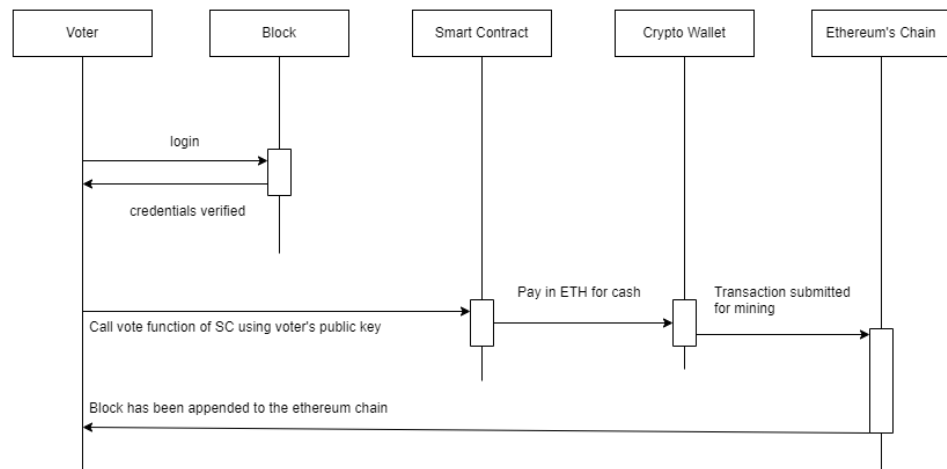 Voter
Block
Smart Contract
Crypto Wallet
Ethereum's Chain
login
credentials verified
Pay in ETH for cash
Transaction submitted
for mining
Call vote function of SC using voter's public key
Block has been appended to the ethereum chain